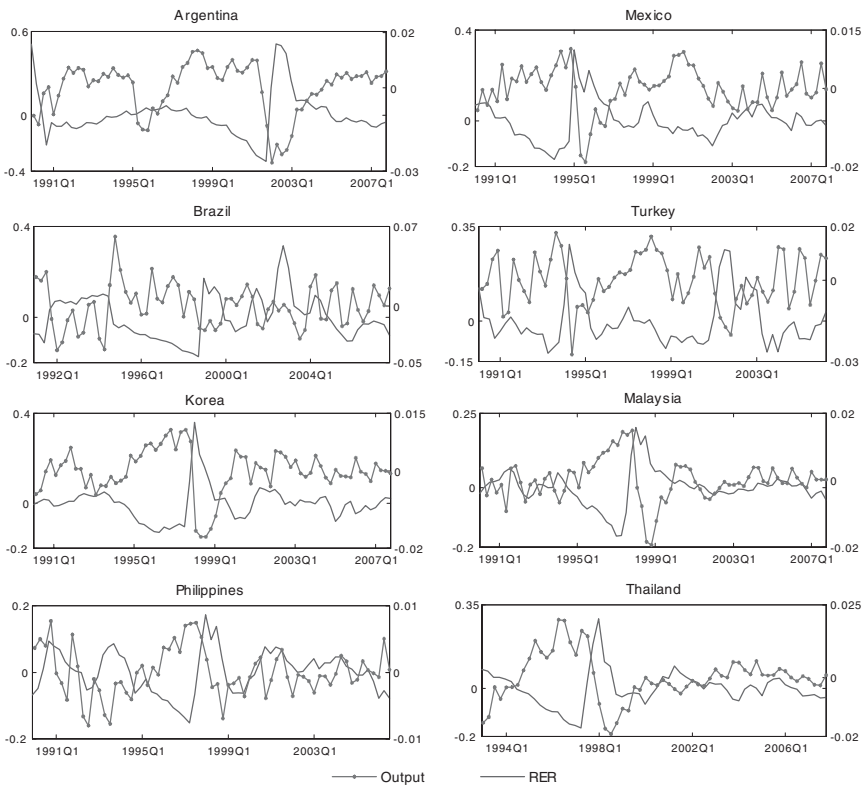 Argentina
0.6
0
-0.4
0.02
0
-0.03
1991Q1 1995Q1 1999Q1 2003Q1 2007Q1
Mexico
0.4
0
-0.2
0.015
0
-0.02
1991Q1 1995Q1 1999Q1 2003Q1 2007Q1
Brazil
0.4
0
-0.2
0.07
0
-0.05
1992Q1 1996Q1 2000Q1 2004Q1
Turkey
0.35
0
-0.15
0.02
0
-0.03
1991Q1 1995Q1 1999Q1 2003Q1
Korea
0.4
0
-0.2
0.015
0
-0.02
1991Q1 1995Q1 1999Q1 2003Q1 2007Q1
Malaysia
0.25
0
-0.2
0.02
0
-0.02
1991Q1 1995Q1 1999Q1 2003Q1 2007Q1
Philippines
0.2
0
-0.2
0.01
0
-0.01
1991Q1 1995Q1 1999Q1 2003Q1
Thailand
0.35
0
-0.2
0.025
0
-0.02
1994Q1 1998Q1 2002Q1 2006Q1
Output RER